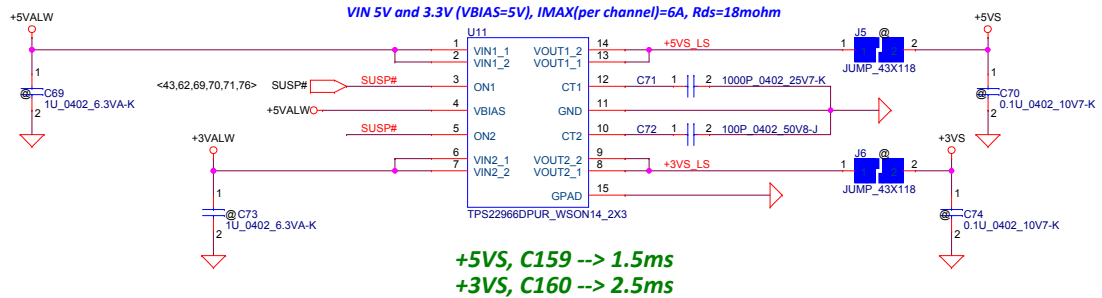 VIN 5V and 3.3V (VBIAS=5V), IMAX(per channel)=6A, Rds=18mohm
+5VALW
U11
+5VS
1 VIN1_1
2 VIN1_2
VOUT1_2 14
VOUT1_1 13
+5VS_LS
J5 @
1 2
JUMP_43X118
<43,62,69,70,71,76> SUSP# SUSP# 3 ON1
CT1 12 C71 1 2 1000P_0402_25V7-K
1
@ C69
1U_0402_6.3VA-K
2
+5VALW 4 VBIAS
GND 11
1
@ C70
0.1U_0402_10V7-K
2
SUSP# 5 ON2
CT2 10 C72 1 2 100P_0402_50V8-J
+3VALW
+3VS
6 VIN2_1
7 VIN2_2
VOUT2_2 9
VOUT2_1 8
+3VS_LS
J6 @
1 2
JUMP_43X118
GPAD 15
1
@ C73
1U_0402_6.3VA-K
2
TPS22966DPUR_WSON14_2X3
1
@ C74
0.1U_0402_10V7-K
2
+5VS, C159 --> 1.5ms
+3VS, C160 --> 2.5ms